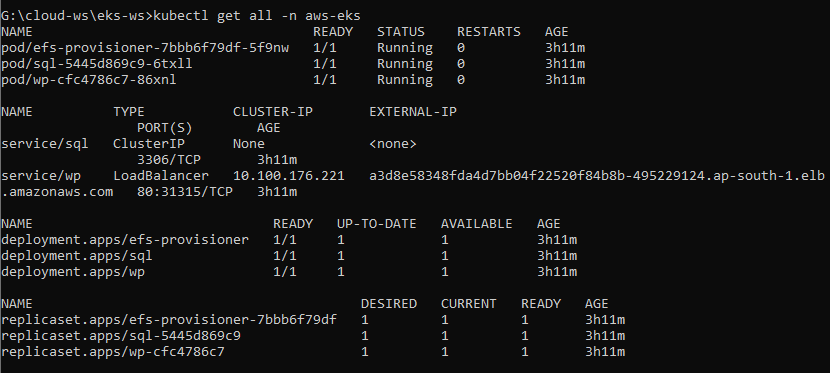 G:\cloud-ws\eks-ws>kubectl get all -n aws-eks
NAME                                   READY   STATUS    RESTARTS   AGE
pod/efs-provisioner-7bbb6f79df-5f9nw   1/1     Running   0          3h11m
pod/sql-5445d869c9-6txll               1/1     Running   0          3h11m
pod/wp-cfc4786c7-86xnl                 1/1     Running   0          3h11m

NAME          TYPE           CLUSTER-IP       EXTERNAL-IP
                 PORT(S)        AGE
service/sql   ClusterIP      None             <none>
                 3306/TCP       3h11m
service/wp    LoadBalancer   10.100.176.221   a3d8e58348fda4d7bb04f22520f84b8b-495229124.ap-south-1.elb
.amazonaws.com   80:31315/TCP   3h11m

NAME                              READY   UP-TO-DATE   AVAILABLE   AGE
deployment.apps/efs-provisioner   1/1     1            1           3h11m
deployment.apps/sql               1/1     1            1           3h11m
deployment.apps/wp                1/1     1            1           3h11m

NAME                                         DESIRED   CURRENT   READY   AGE
replicaset.apps/efs-provisioner-7bbb6f79df   1         1         1       3h11m
replicaset.apps/sql-5445d869c9               1         1         1       3h11m
replicaset.apps/wp-cfc4786c7                 1         1         1       3h11m